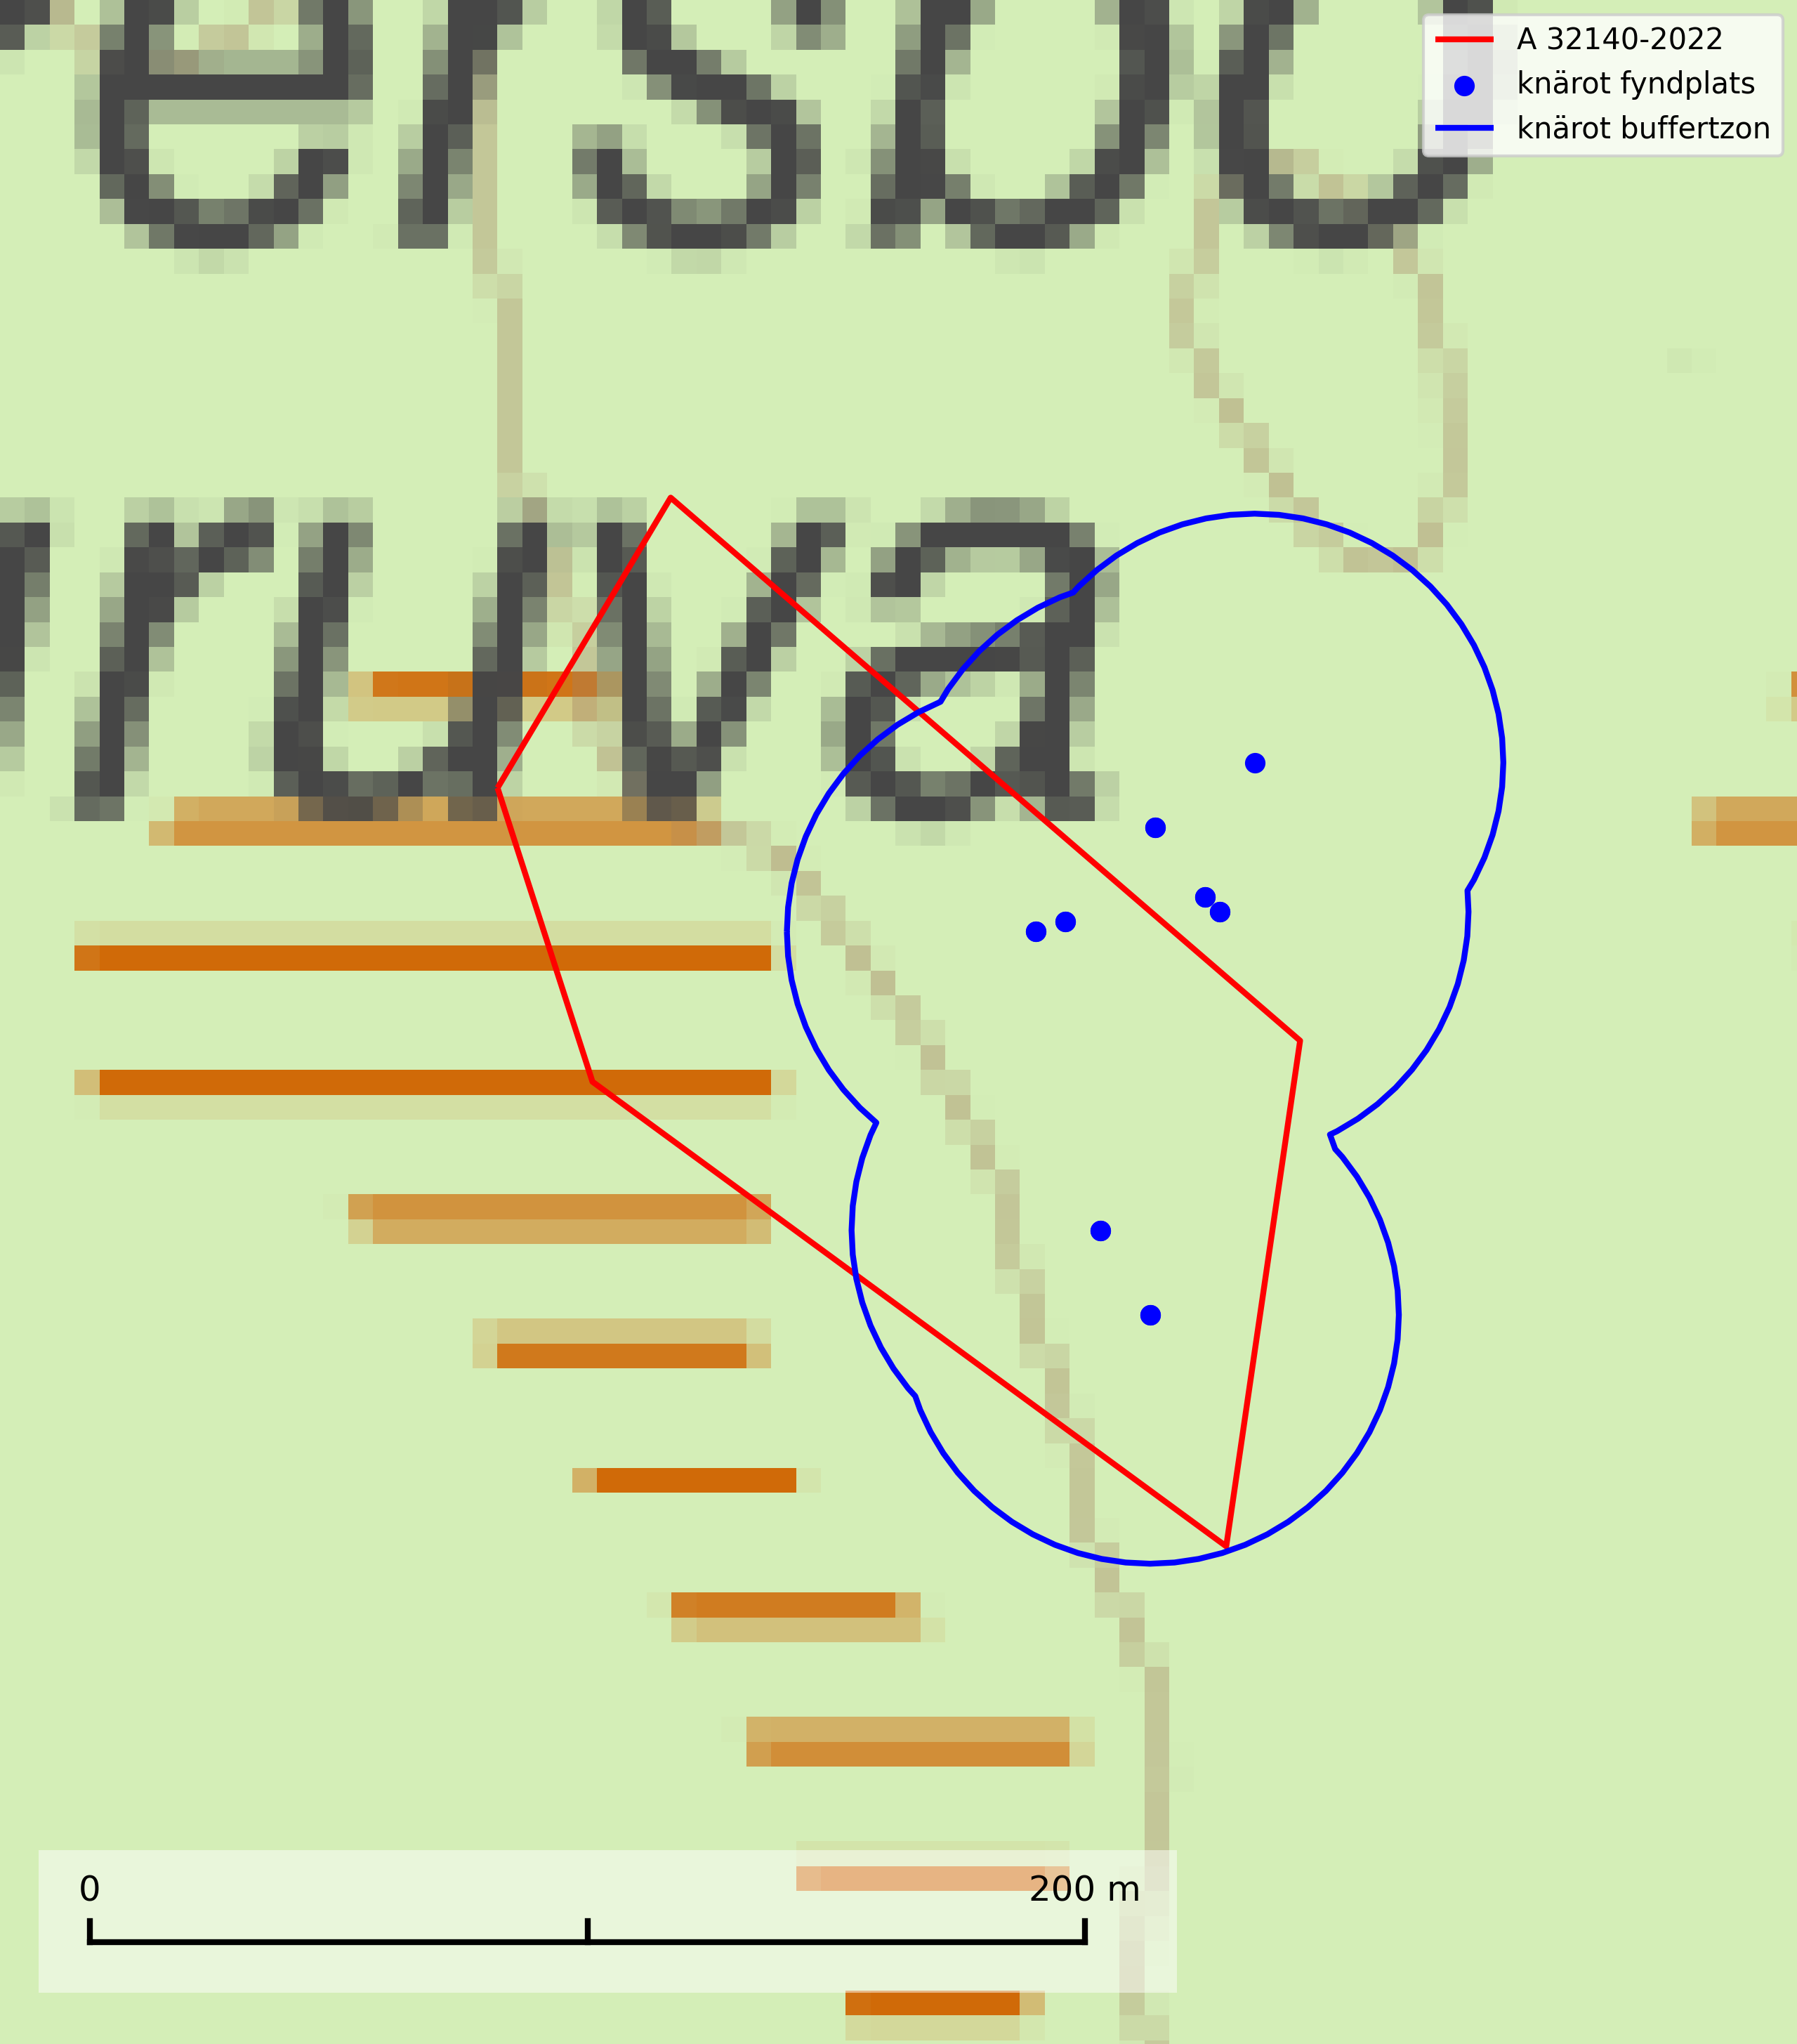 A 32140-2022
knärot fyndplats
knärot buffertzon
0
200 m